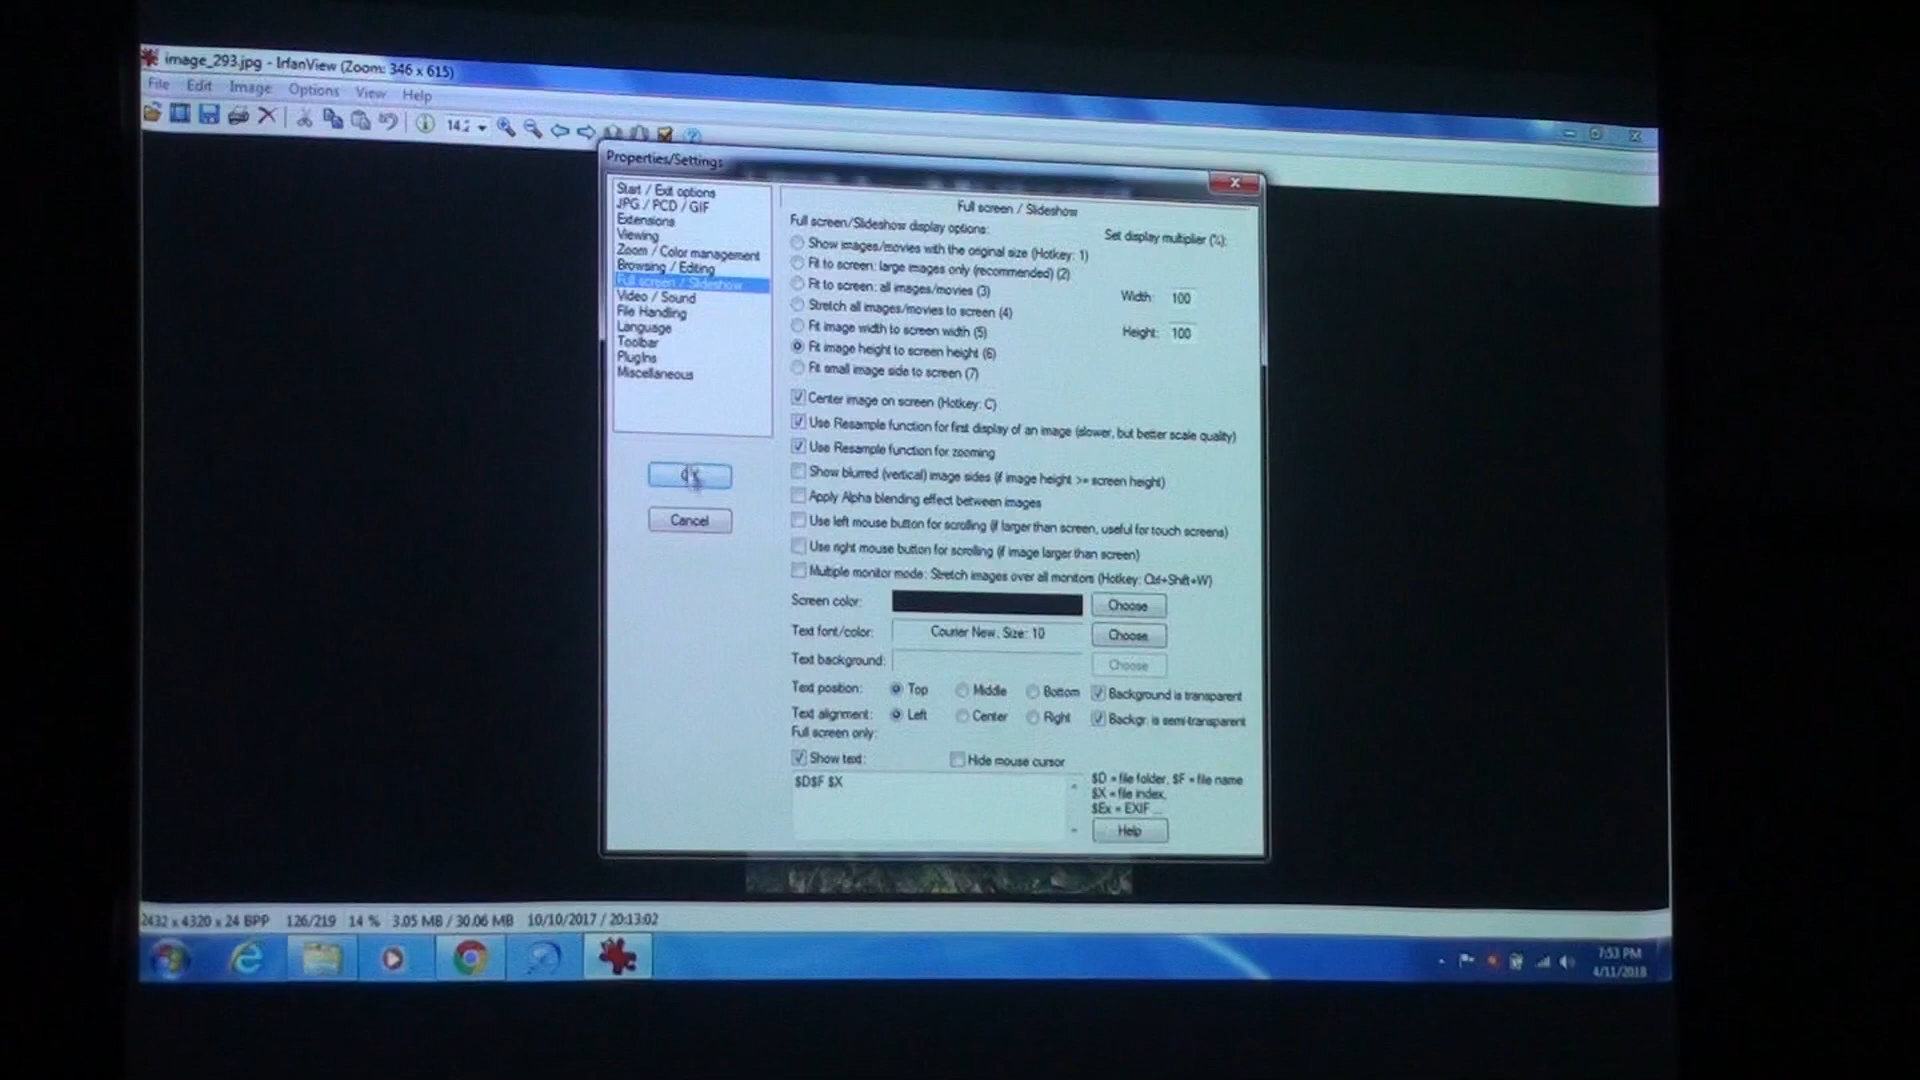 image_293.jpg - IrfanView (Zoom: 346 x 615)
File Edit Image Options View Help
14.2
Properties/Settings
Start / Exit options
JPG / PCD / GIF
Extensions
Viewing
Zoom / Color management
Browsing / Editing
Full screen / Slideshow
Video / Sound
File Handling
Language
Toolbar
PlugIns
Miscellaneous
Cancel
Full screen / Slideshow
Full screen/Slideshow display options:
Set display multiplier (%):
Show images/movies with the original size (Hotkey: 1)
Fit to screen: large images only (recommended) (2)
Fit to screen: all images/movies (3)
Stretch all images/movies to screen (4)
Fit image width to screen width (5)
Fit image height to screen height (6)
Fit small image side to screen (7)
Width: 100
Height: 100
Center image on screen (Hotkey: C)
Use Resample function for first display of an image (slower, but better scale quality)
Use Resample function for zooming
Show blurred (vertical) image sides (if image height >= screen height)
Apply Alpha blending effect between images
Use left mouse button for scrolling (if larger than screen, useful for touch screens)
Use right mouse button for scrolling (if image larger than screen)
Multiple monitor mode: Stretch images over all monitors (Hotkey: Ctrl+Shift+W)
Screen color: Choose
Text font/color: Courier New, Size: 10 Choose
Text background: Choose
Text position: Top Middle Bottom Background is transparent
Text alignment: Left Center Right Backgr. is semi-transparent
Full screen only:
Show text: Hide mouse cursor
$D$F $X
$D = file folder, $F = file name
$X = file index,
$Ex = EXIF ...
Help
2432 x 4320 x 24 BPP 126/219 14 % 3.05 MB / 30.06 MB 10/10/2017 / 20:13:02
7:53 PM
4/11/2018